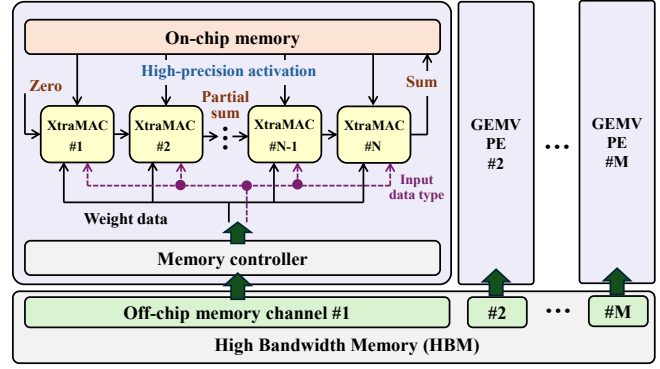 On-chip memory
High-precision activation
Sum
Zero
Partial
sum
XtraMAC
#1
XtraMAC
#2
XtraMAC
#N-1
XtraMAC
#N
Input
data type
Weight data
Memory controller
GEMV
PE
#2
...
GEMV
PE
#M
Off-chip memory channel #1
#2
...
#M
High Bandwidth Memory (HBM)